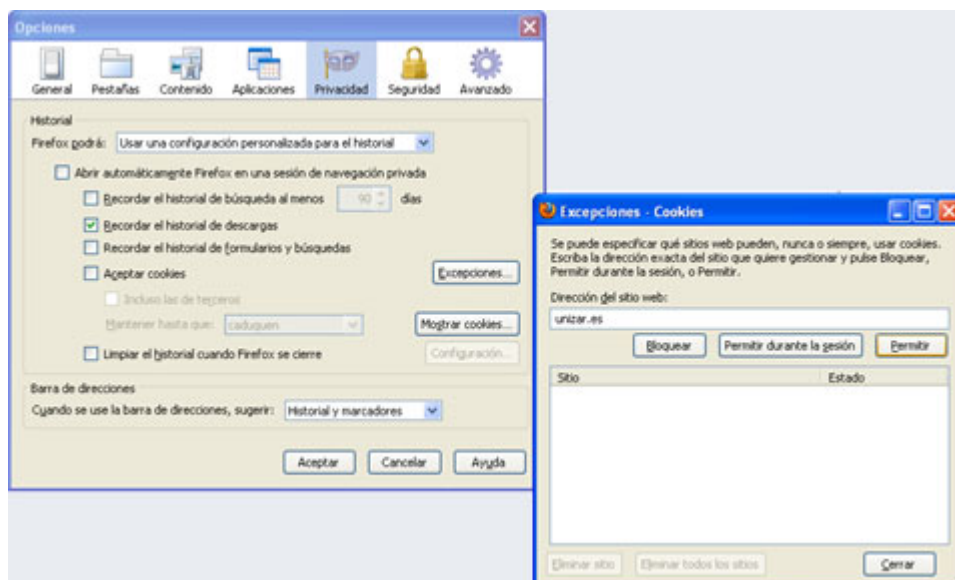 Opciones
General Pestañas Contenido Aplicaciones Privacidad Seguridad Avanzado
Historial
Firefox podrá: Usar una configuración personalizada para el historial
Abrir automáticamente Firefox en una sesión de navegación privada
Recordar el historial de búsqueda al menos 90 días
Recordar el historial de descargas
Recordar el historial de formularios y búsquedas
Aceptar cookies Excepciones...
Incluso las de terceros
Mantener hasta que: caduquen Mostrar cookies...
Limpiar el historial cuando Firefox se cierre Configuración...
Barra de direcciones
Cuando se use la barra de direcciones, sugerir: Historial y marcadores
Aceptar Cancelar Ayuda
Excepciones - Cookies
Se puede especificar qué sitios web pueden, nunca o siempre, usar cookies.
Escriba la dirección exacta del sitio que quiere gestionar y pulse Bloquear,
Permitir durante la sesión, o Permitir.
Dirección del sitio web:
unizar.es
Bloquear Permitir durante la sesión Permitir
Sitio Estado
Eliminar sitio Eliminar todos los sitios Cerrar